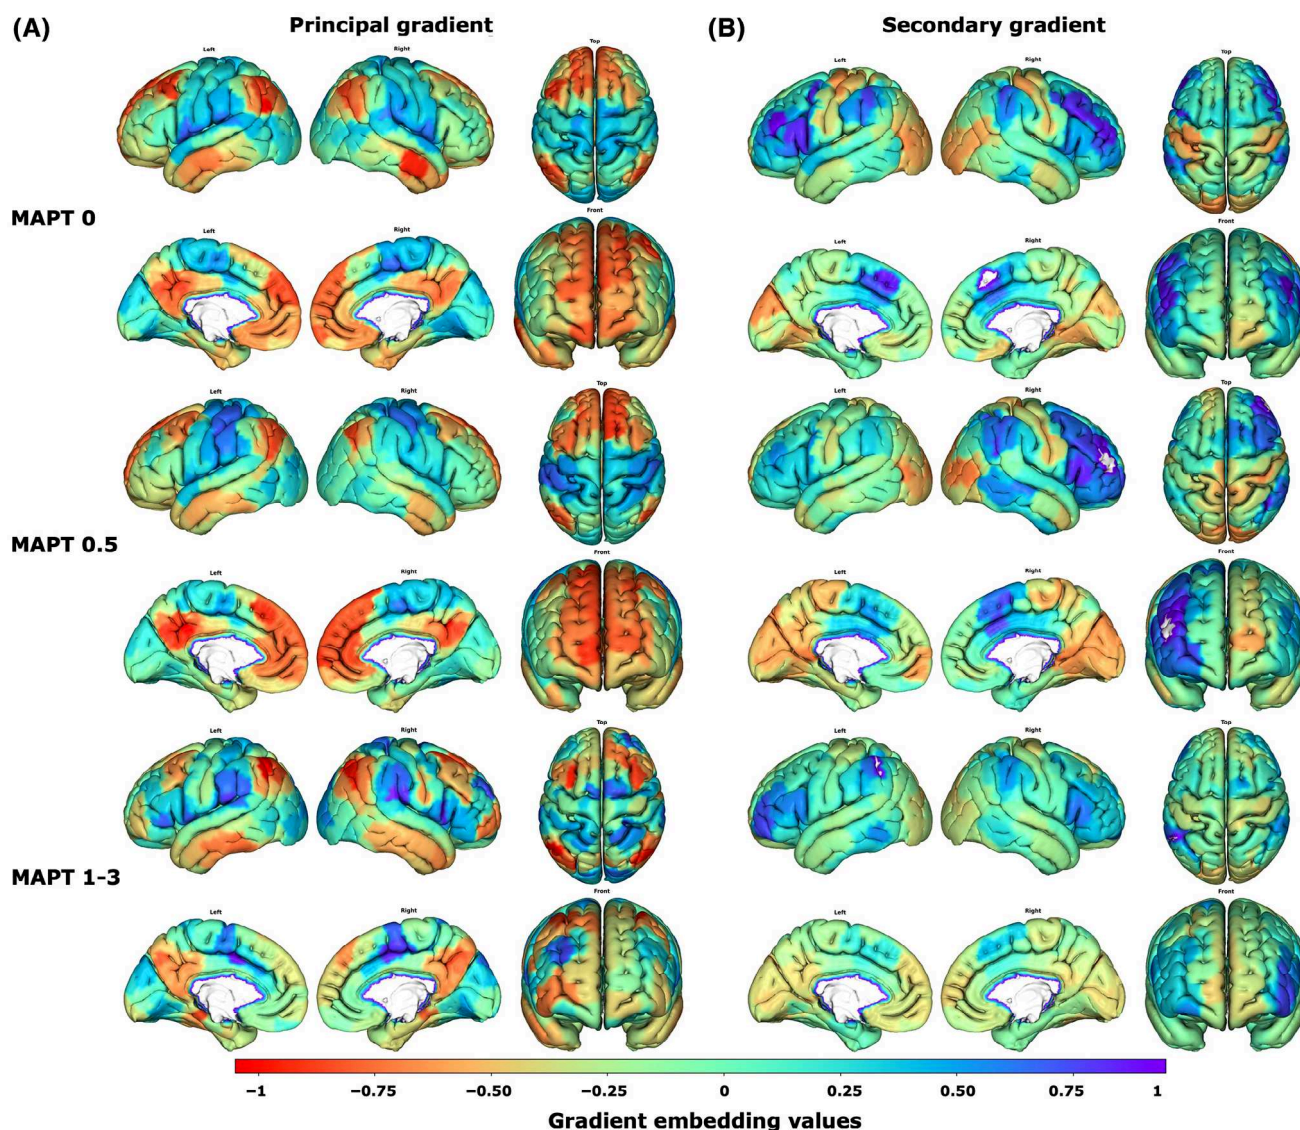 (A) Principal gradient (B) Secondary gradient
Left Right Top Left Right Top
MAPT 0
Left Right Front Left Right Front
Left Right Top Left Right Top
MAPT 0.5
Left Right Front Left Right Front
Left Right Top Left Right Top
MAPT 1-3
Left Right Front Left Right Front
−1 −0.75 −0.50 −0.25 0 0.25 0.50 0.75 1
Gradient embedding values